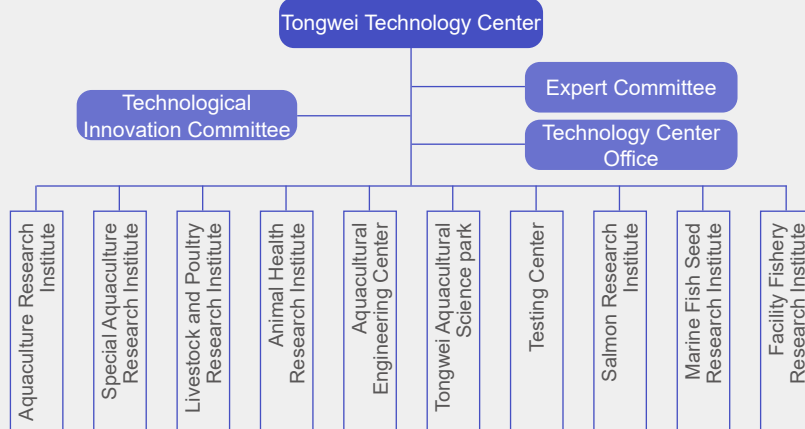 Tongwei Technology Center
Expert Committee
Technological
Innovation Committee
Technology Center
Office
Aquaculture Research
Institute
Special Aquaculture
Research Institute
Livestock and Poultry
Research Institute
Animal Health
Research Institute
Aquacultural
Engineering Center
Tongwei Aquacultural
Science park
Testing Center
Salmon Research
Institute
Marine Fish Seed
Research Institute
Facility Fishery
Research Institute